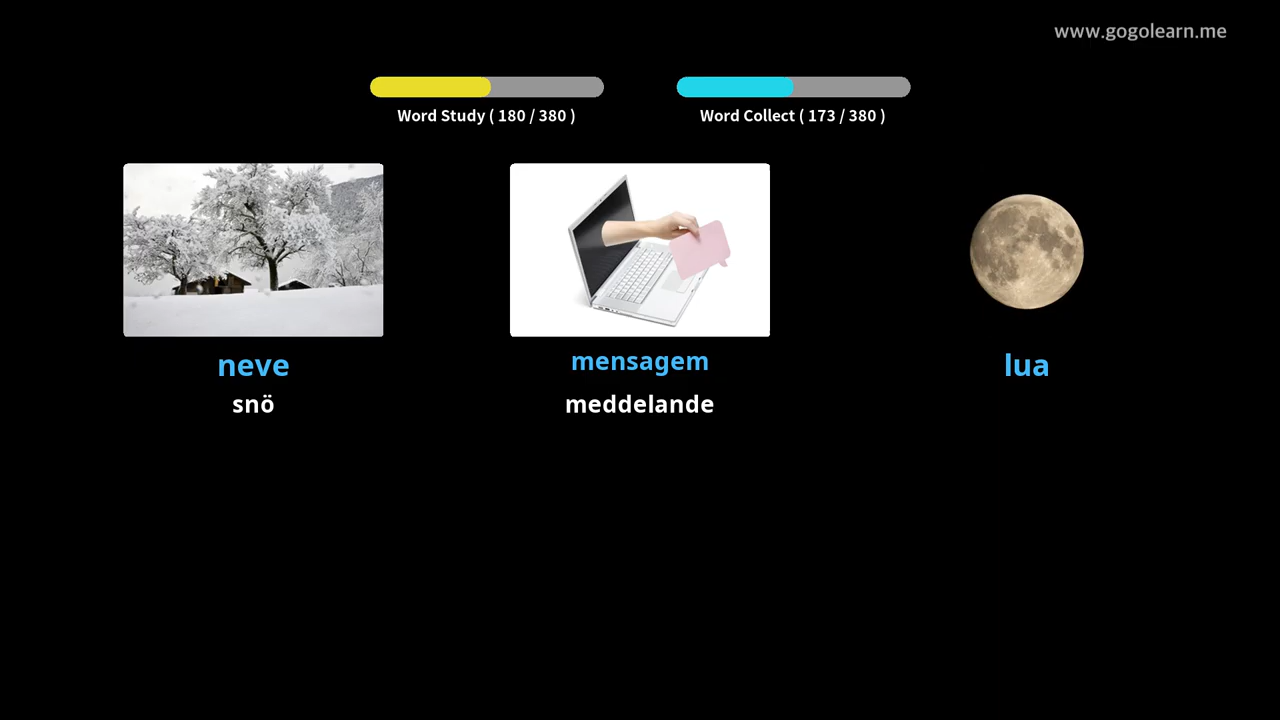 www.gogolearn.me
Word Study ( 180 / 380 )
Word Collect ( 173 / 380 )
neve
snö
mensagem
meddelande
lua